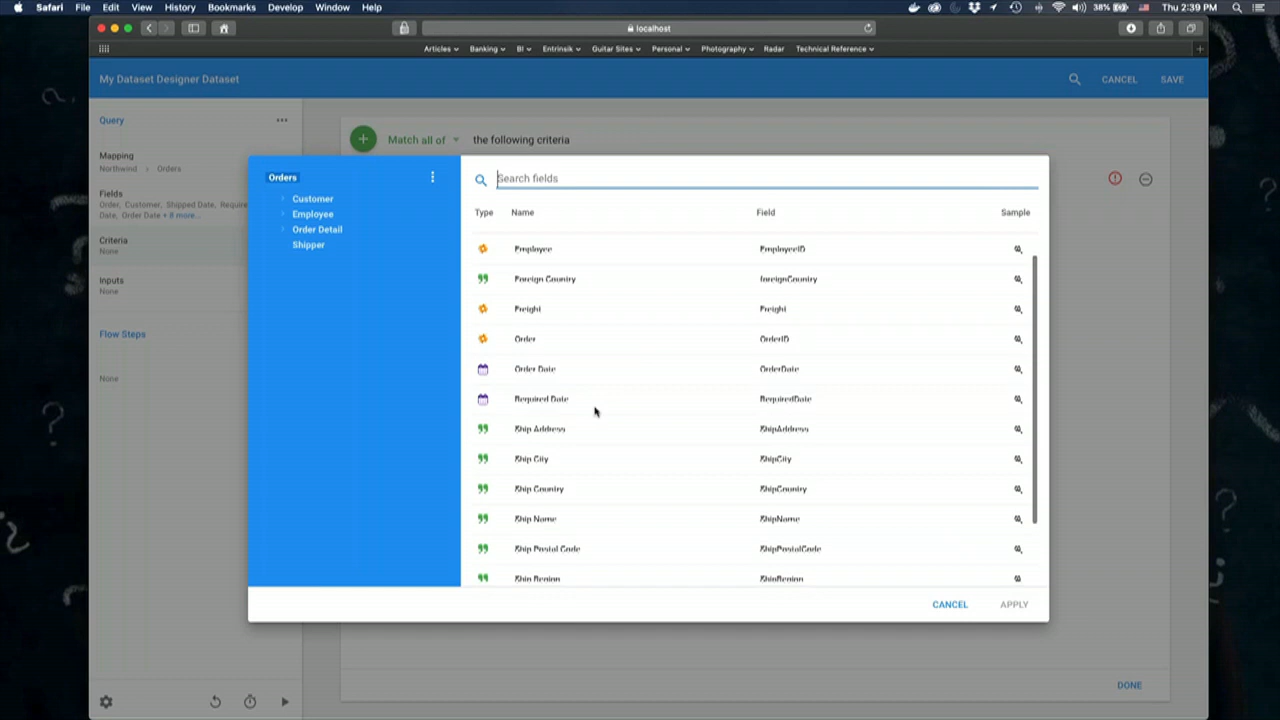 Safari File Edit View History Bookmarks Develop Window Help 38% Thu 2:39 PM
localhost
Articles Banking BI Entrinsik Guitar Sites Personal Photography Radar Technical Reference
My Dataset Designer Dataset CANCEL SAVE
Query
Match all of the following criteria
Mapping
Northwind > Orders
Fields
Order, Customer, Shipped Date, Require
Date, Order Date + 8 more...
Criteria
None
Inputs
None
Flow Steps
None
Orders
Customer
Employee
Order Detail
Shipper
Search fields
Type Name Field Sample
Employee EmployeeID
Foreign Country foreignCountry
Freight Freight
Order OrderID
Order Date OrderDate
Required Date RequiredDate
Ship Address ShipAddress
Ship City ShipCity
Ship Country ShipCountry
Ship Name ShipName
Ship Postal Code ShipPostalCode
Ship Region ShipRegion
CANCEL APPLY
DONE